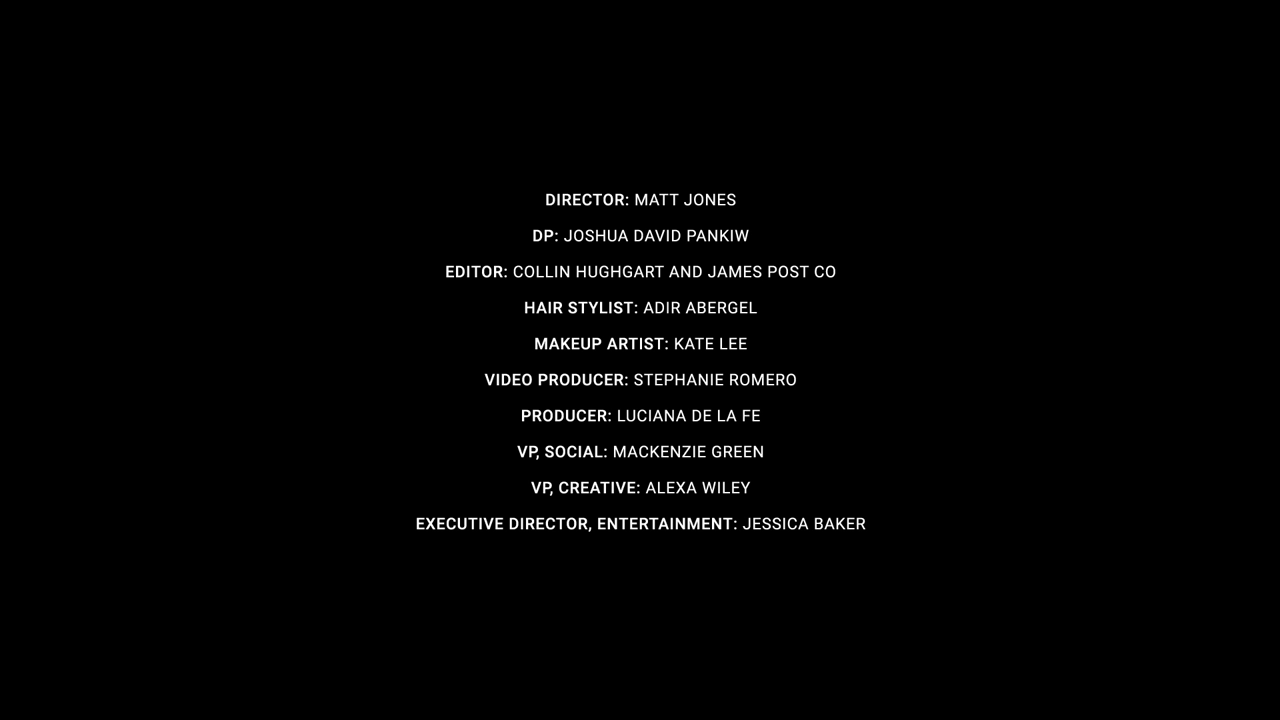 DIRECTOR: MATT JONES
DP: JOSHUA DAVID PANKIW
EDITOR: COLLIN HUGHGART AND JAMES POST CO
HAIR STYLIST: ADIR ABERGEL
MAKEUP ARTIST: KATE LEE
VIDEO PRODUCER: STEPHANIE ROMERO
PRODUCER: LUCIANA DE LA FE
VP, SOCIAL: MACKENZIE GREEN
VP, CREATIVE: ALEXA WILEY
EXECUTIVE DIRECTOR, ENTERTAINMENT: JESSICA BAKER